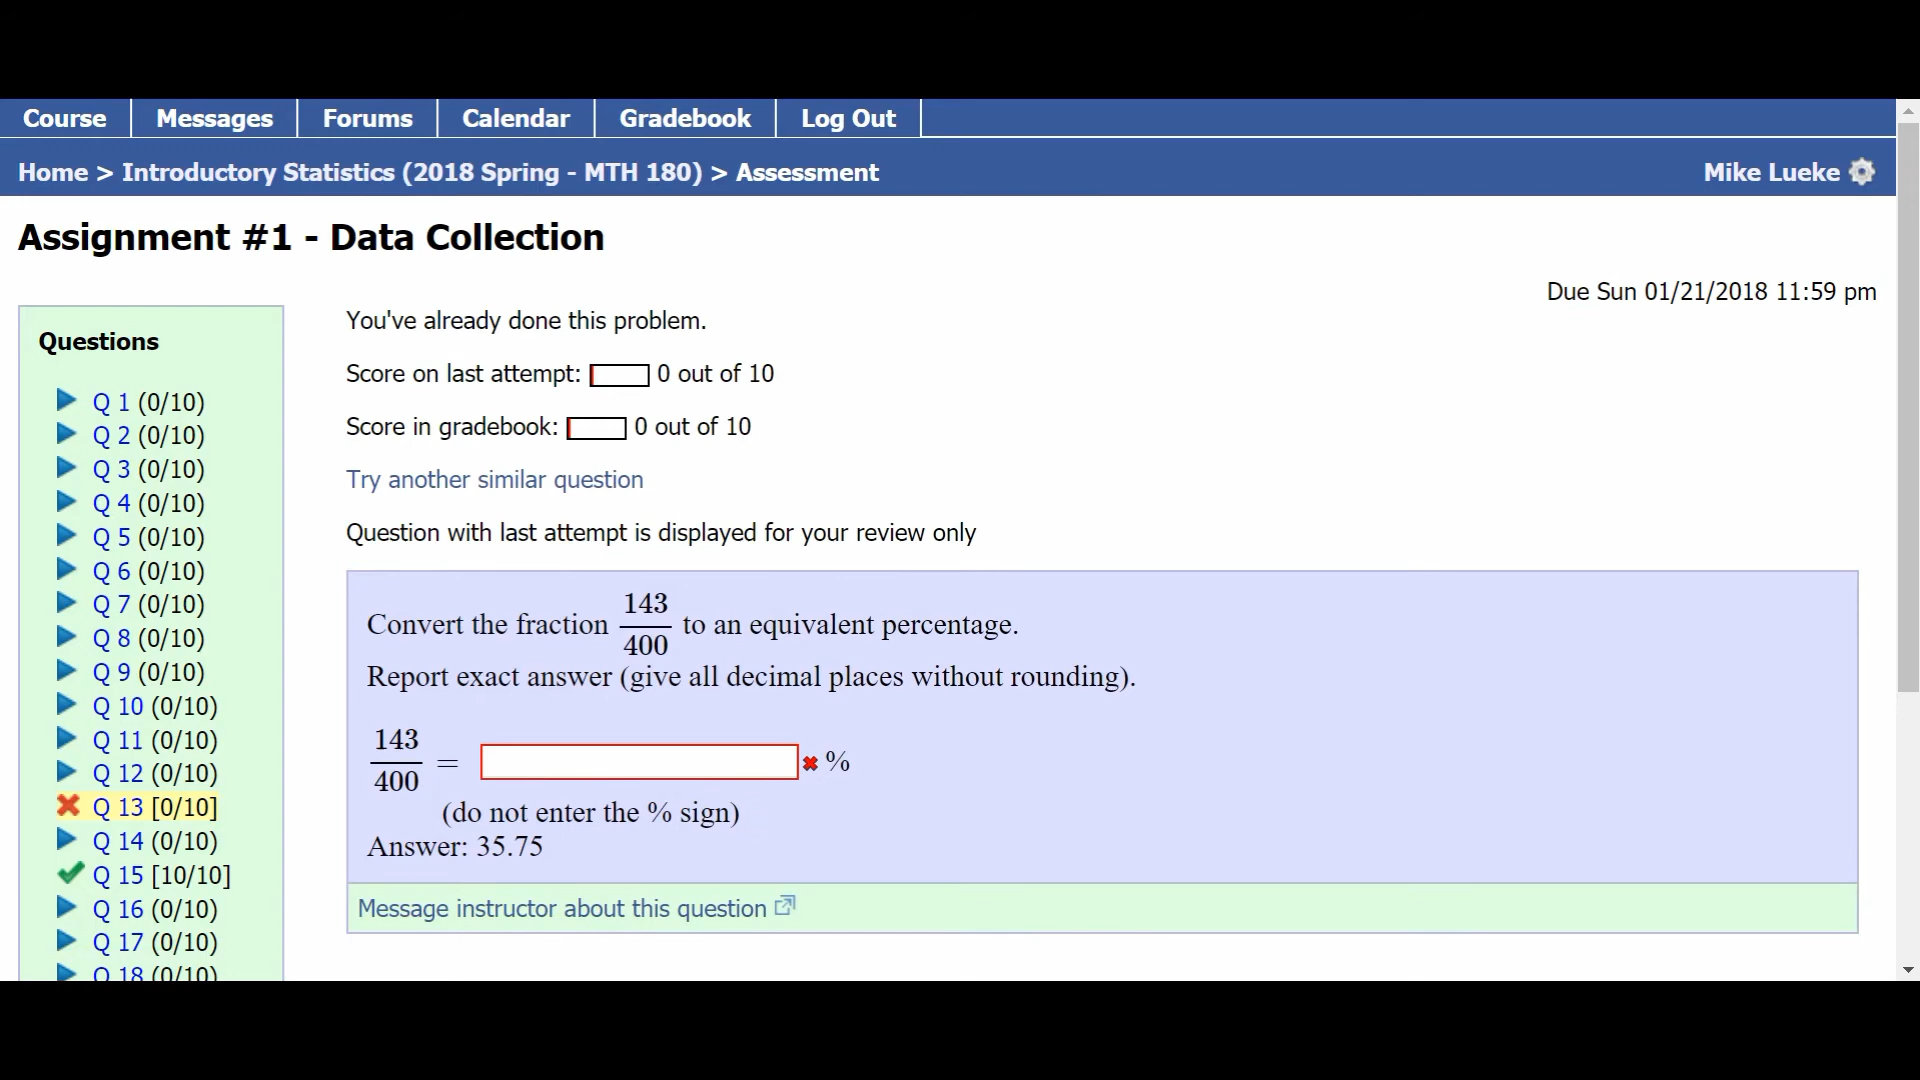 Course Messages Forums Calendar Gradebook Log Out
Home > Introductory Statistics (2018 Spring - MTH 180) > Assessment Mike Lueke
Assignment #1 - Data Collection
Due Sun 01/21/2018 11:59 pm
Questions
Q 1 (0/10)
Q 2 (0/10)
Q 3 (0/10)
Q 4 (0/10)
Q 5 (0/10)
Q 6 (0/10)
Q 7 (0/10)
Q 8 (0/10)
Q 9 (0/10)
Q 10 (0/10)
Q 11 (0/10)
Q 12 (0/10)
Q 13 [0/10]
Q 14 (0/10)
Q 15 [10/10]
Q 16 (0/10)
Q 17 (0/10)
Q 18 (0/10)
You've already done this problem.
Score on last attempt: 0 out of 10
Score in gradebook: 0 out of 10
Try another similar question
Question with last attempt is displayed for your review only
Convert the fraction 143/400 to an equivalent percentage.
Report exact answer (give all decimal places without rounding).
143/400 = %
(do not enter the % sign)
Answer: 35.75
Message instructor about this question